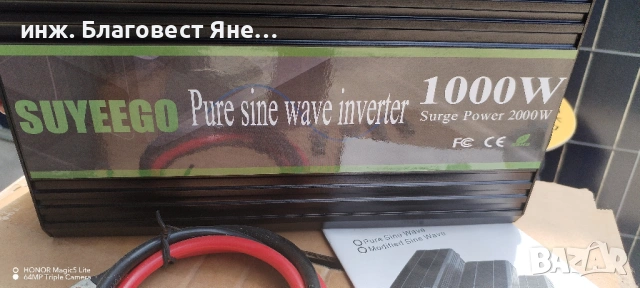 инж. Благовест Яне…
SUYEEGO
Pure sine wave inverter
1000W
Surge Power 2000W
FC CE
Pure Sine Wave
Modified Sine Wave
HONOR Magic5 Lite
64MP Triple Camera
BAZAR